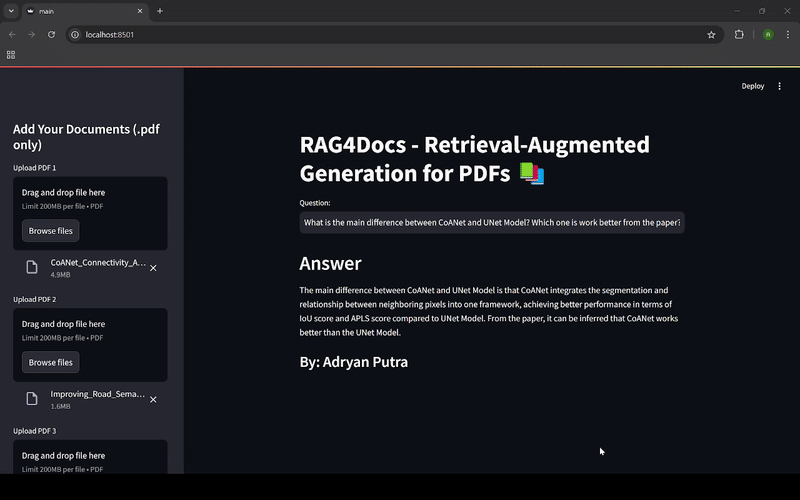 main
localhost:8501
Deploy
Add Your Documents (.pdf
only)
Upload PDF 1
Drag and drop file here
Limit 200MB per file • PDF
Browse files
CoANet_Connectivity_A...
4.9MB
Upload PDF 2
Drag and drop file here
Limit 200MB per file • PDF
Browse files
Improving_Road_Sema...
1.6MB
Upload PDF 3
Drag and drop file here
Limit 200MB per file • PDF
RAG4Docs - Retrieval-Augmented
Generation for PDFs
Question:
What is the main difference between CoANet and UNet Model? Which one is work better from the paper?
Answer
The main difference between CoANet and UNet Model is that CoANet integrates the segmentation and
relationship between neighboring pixels into one framework, achieving better performance in terms of
IoU score and APLS score compared to UNet Model. From the paper, it can be inferred that CoANet works
better than the UNet Model.
By: Adryan Putra